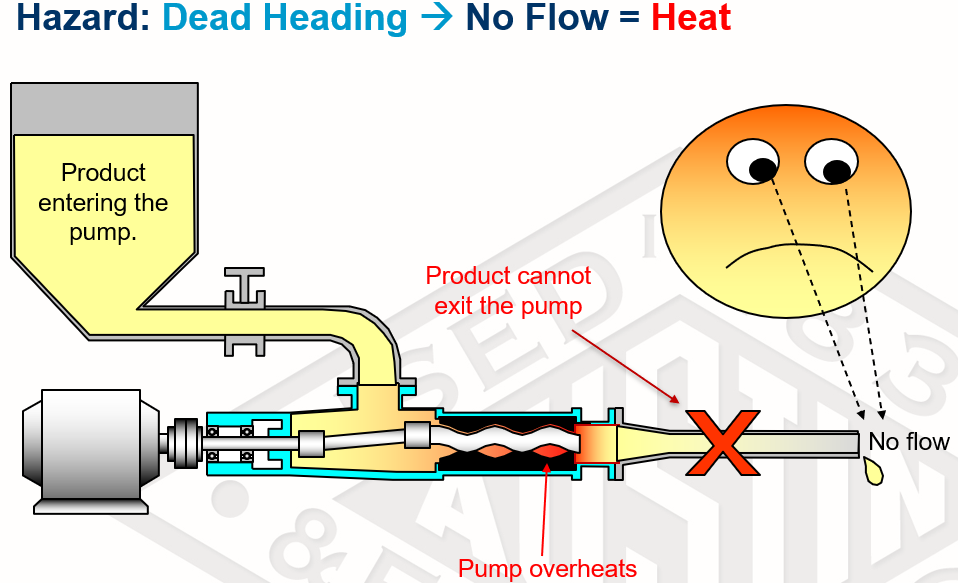 Hazard: Dead Heading → No Flow = Heat
Product
entering the
pump.
Product cannot
exit the pump
No flow
Pump overheats